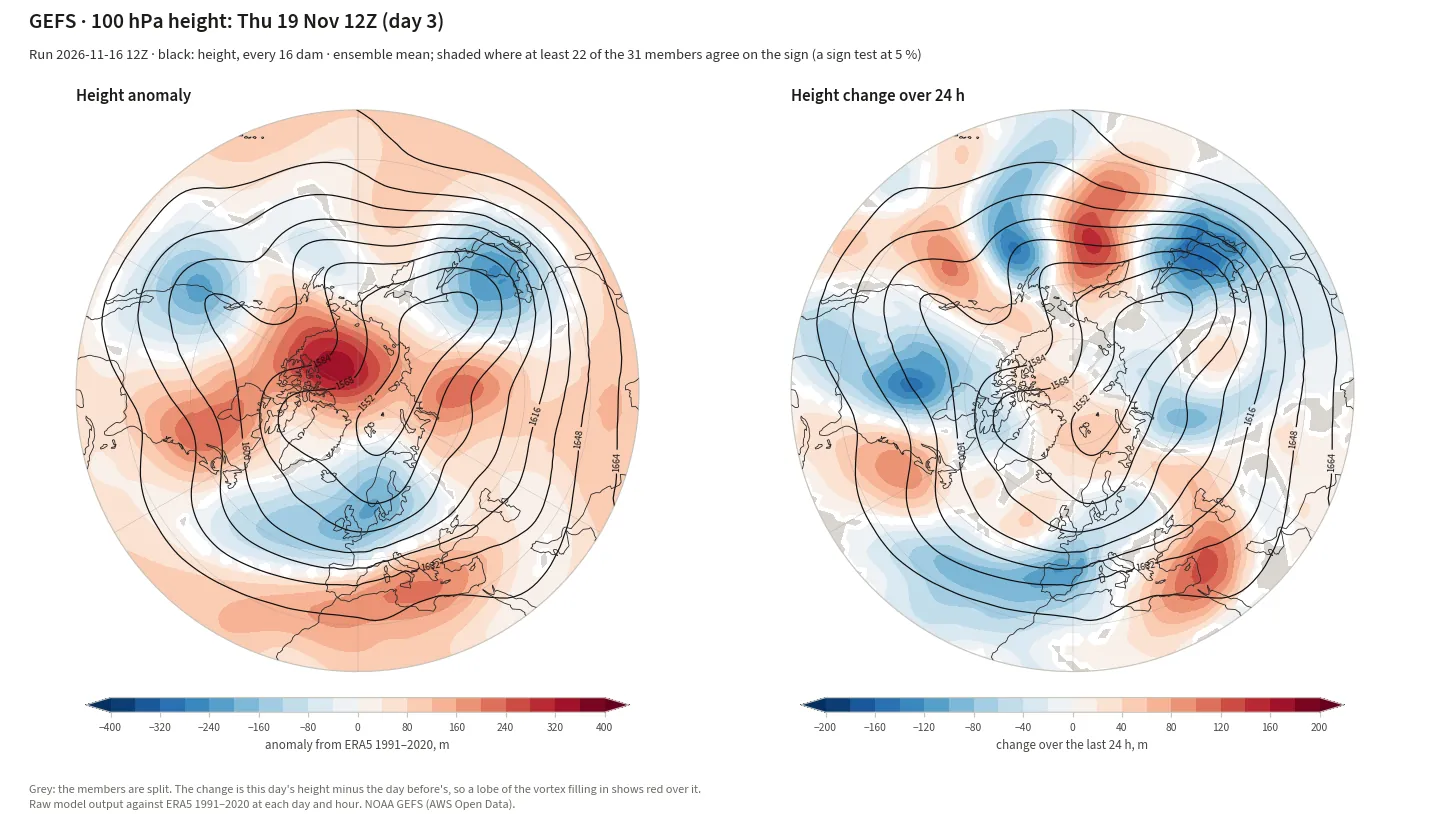 GEFS · 100 hPa height: Thu 19 Nov 12Z (day 3)
Run 2026-11-16 12Z · black: height, every 16 dam · ensemble mean; shaded where at least 22 of the 31 members agree on the sign (a sign test at 5 %)
Height anomaly
Height change over 24 h
1584
1568
1552
1616
1648
1664
1584
1568
1552
1616
1648
1664
−400 −320 −240 −160 −80 0 80 160 240 320 400
anomaly from ERA5 1991–2020, m
−200 −160 −120 −80 −40 0 40 80 120 160 200
change over the last 24 h, m
Grey: the members are split. The change is this day's height minus the day before's, so a lobe of the vortex filling in shows red over it.
Raw model output against ERA5 1991–2020 at each day and hour. NOAA GEFS (AWS Open Data).